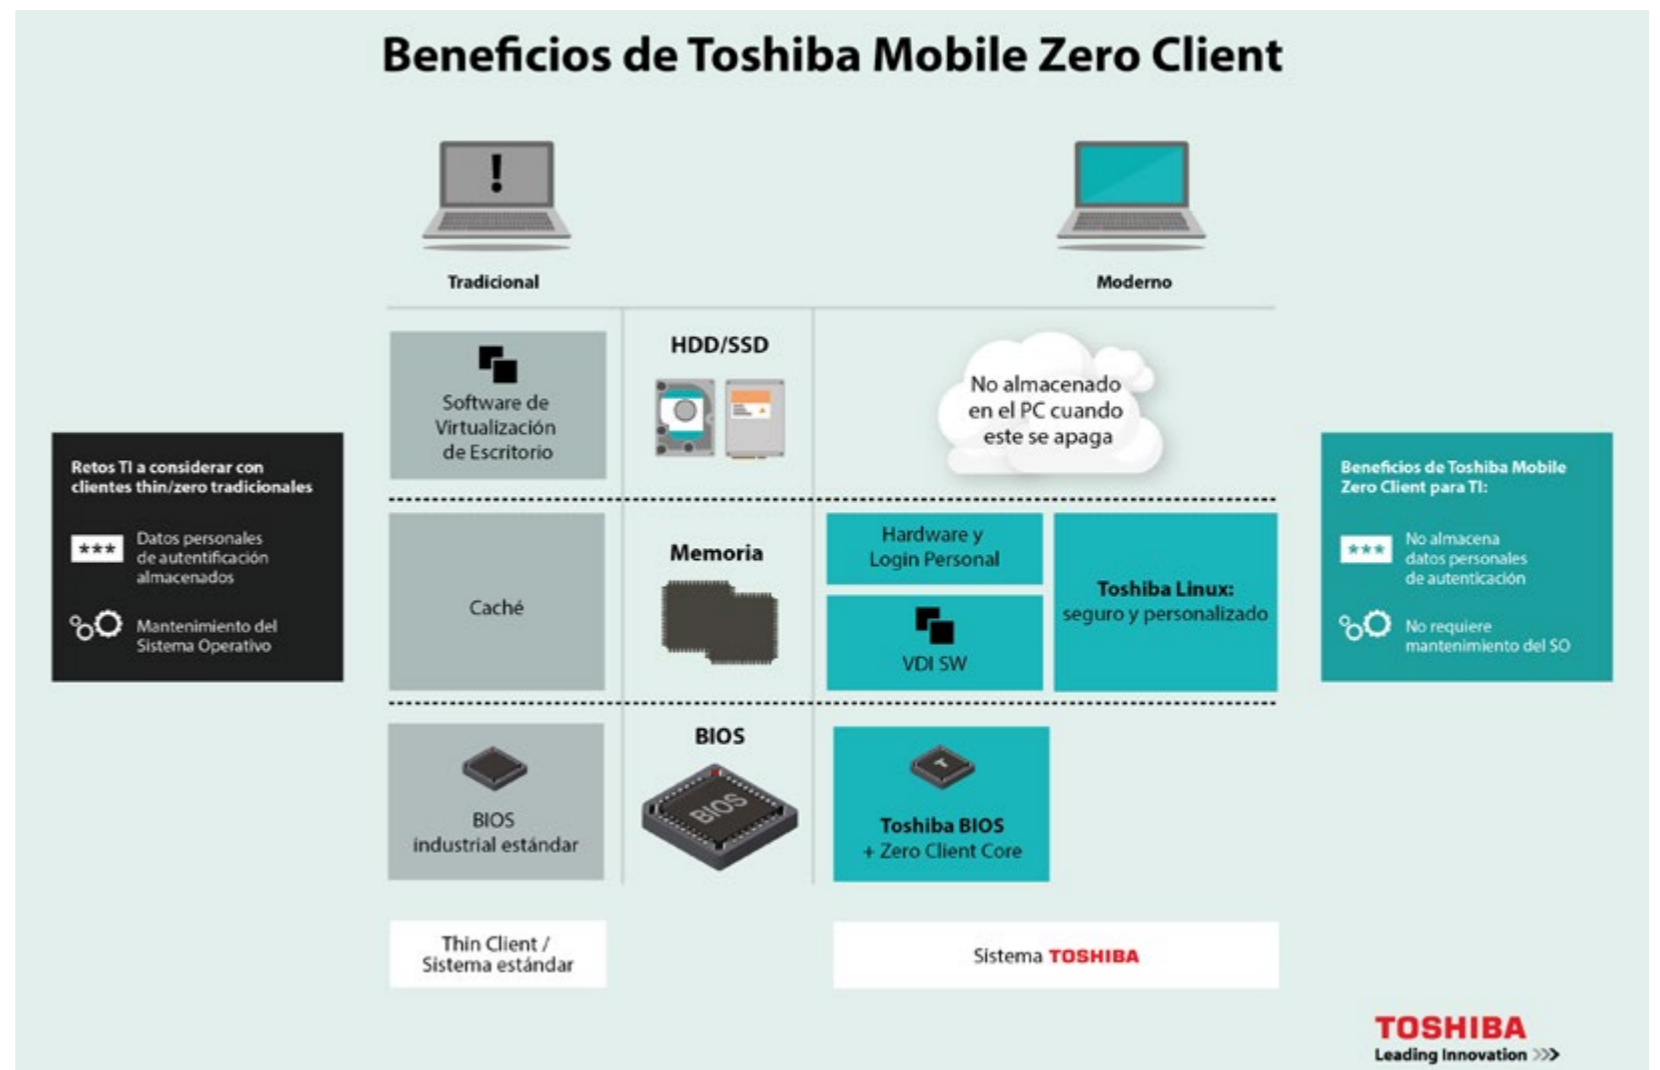 Beneficios de Toshiba Mobile Zero Client
!
Tradicional
Moderno
Software de
Virtualización
de Escritorio
HDD/SSD
No almacenado
en el PC cuando
este se apaga
Retos TI a considerar con
clientes thin/zero tradicionales
***
Datos personales
de autentificación
almacenados
Mantenimiento del
Sistema Operativo
Caché
Memoria
Hardware y
Login Personal
VDI SW
Toshiba Linux:
seguro y personalizado
Beneficios de Toshiba Mobile
Zero Client para TI:
***
No almacena
datos personales
de autenticación
No requiere
mantenimiento del SO
BIOS
industrial estándar
BIOS
BIOS
T
Toshiba BIOS
+ Zero Client Core
Thin Client /
Sistema estándar
Sistema TOSHIBA
TOSHIBA
Leading Innovation >>>